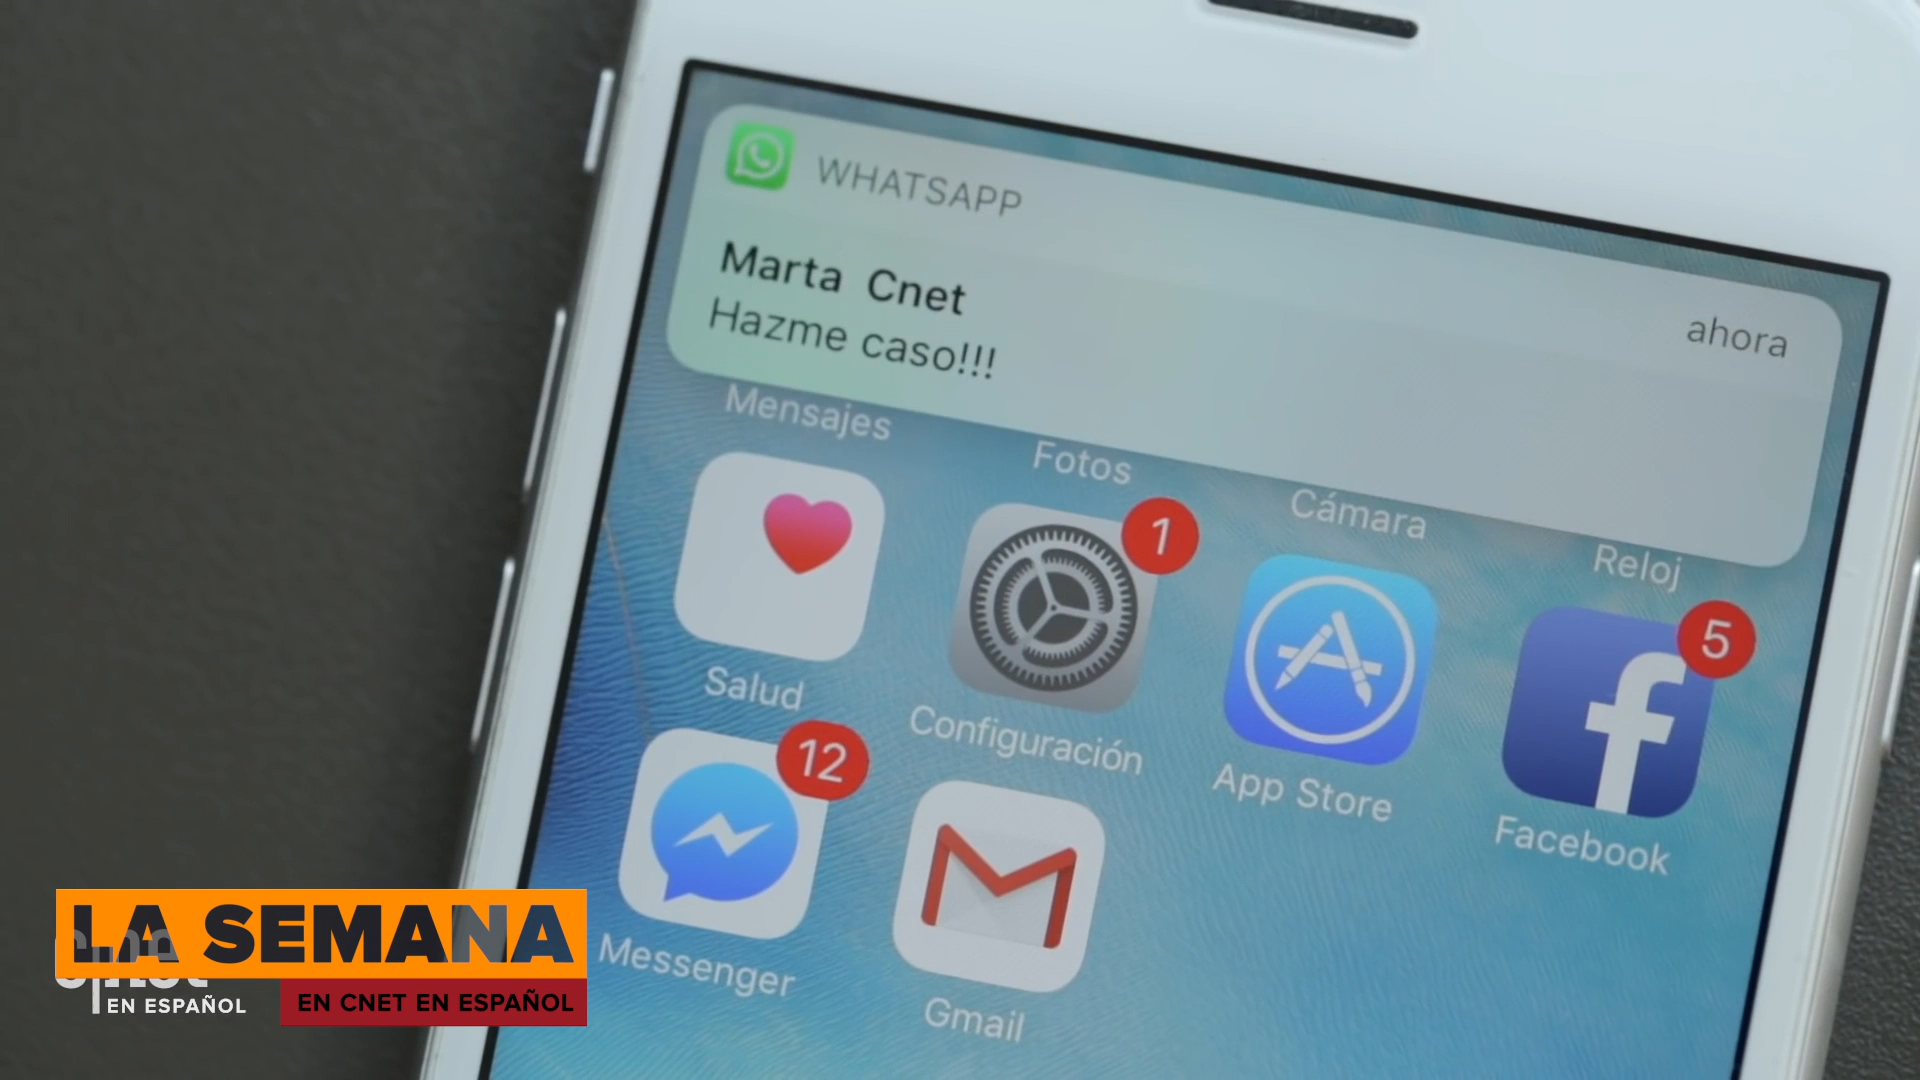 WHATSAPP
Marta Cnet
ahora
Hazme caso!!!
Mensajes
Fotos
Cámara
Reloj
1
5
Salud
Configuración
App Store
Facebook
12
Messenger
Gmail
LA SEMANA
cnet
EN ESPAÑOL
EN CNET EN ESPAÑOL